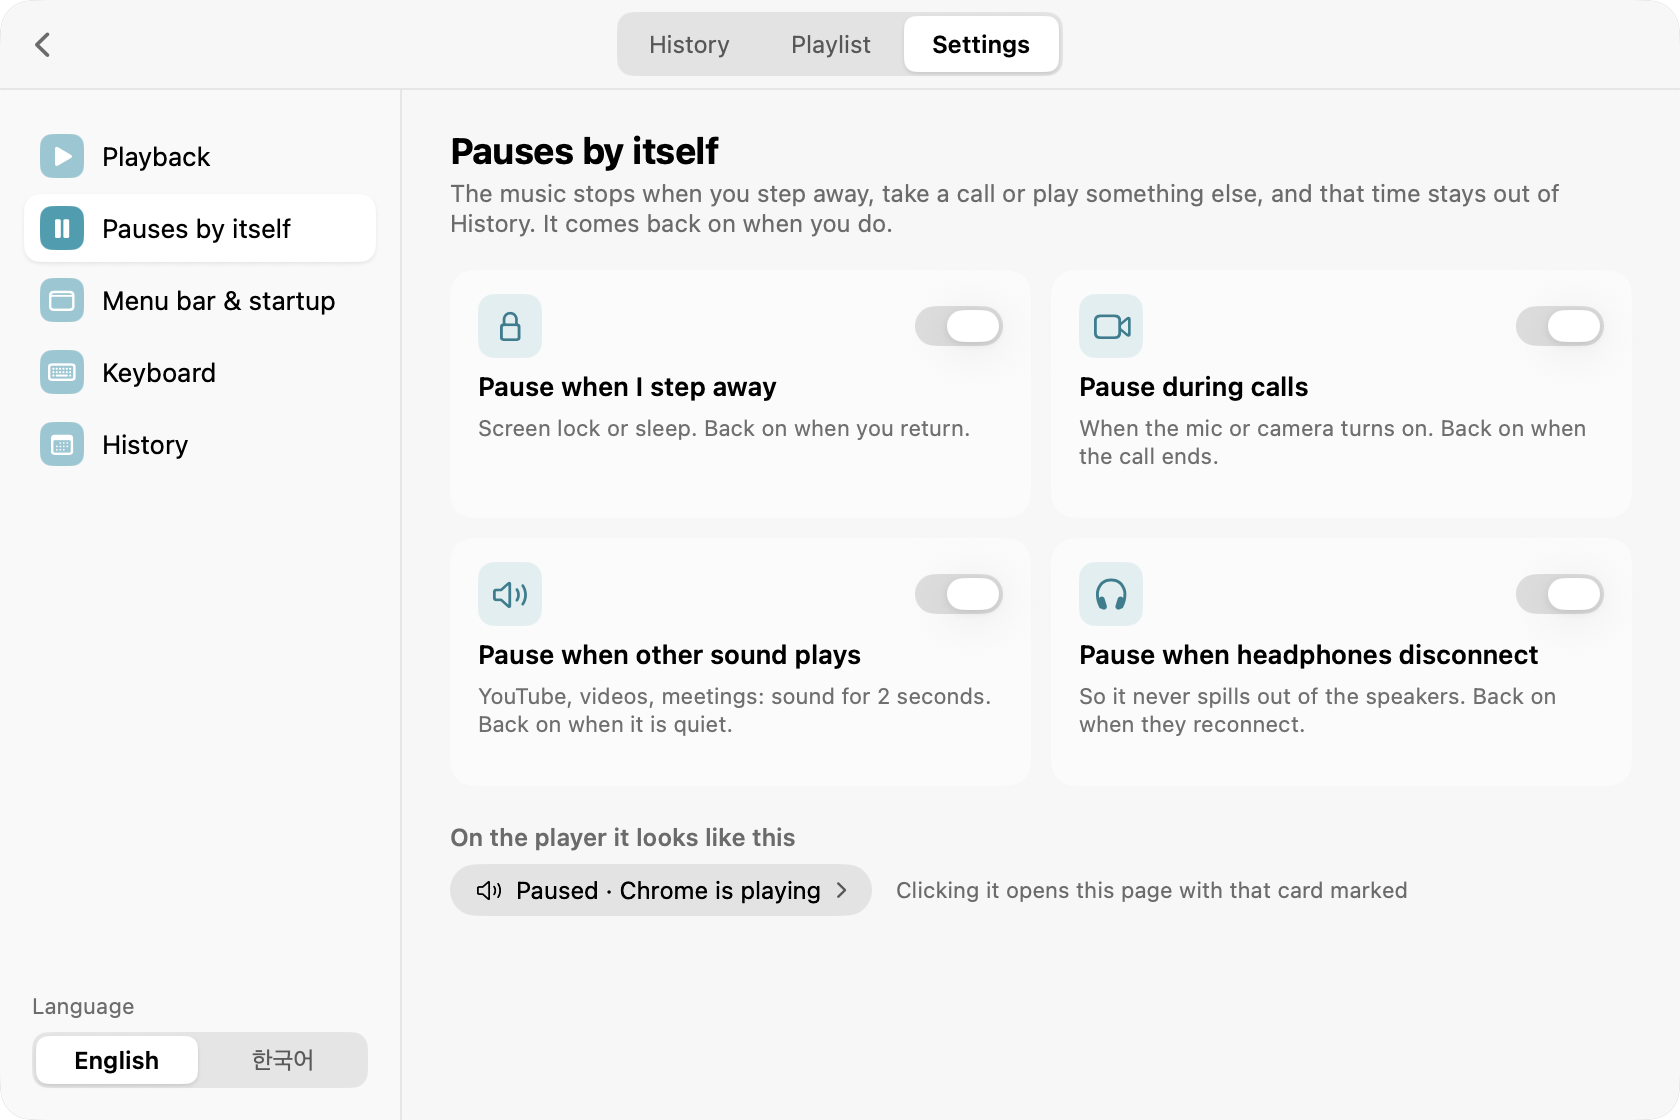 History
Playlist
Settings
Playback
Pauses by itself
Menu bar & startup
Keyboard
History
Language
English
한국어
Pauses by itself
The music stops when you step away, take a call or play something else, and that time stays out of
History. It comes back on when you do.
Pause when I step away
Screen lock or sleep. Back on when you return.
Pause during calls
When the mic or camera turns on. Back on when
the call ends.
Pause when other sound plays
YouTube, videos, meetings: sound for 2 seconds.
Back on when it is quiet.
Pause when headphones disconnect
So it never spills out of the speakers. Back on
when they reconnect.
On the player it looks like this
Paused · Chrome is playing
Clicking it opens this page with that card marked